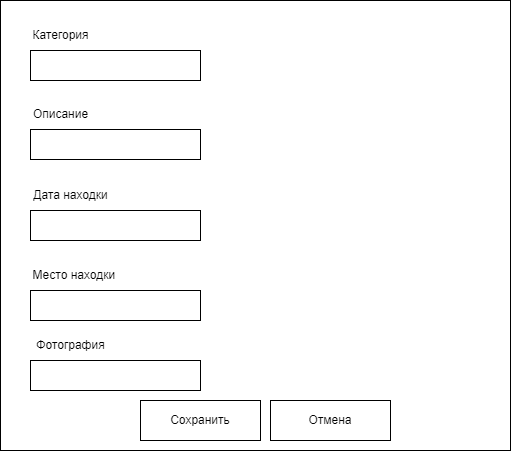 Категория
Описание
Дата находки
Место находки
Фотография
Сохранить
Отмена